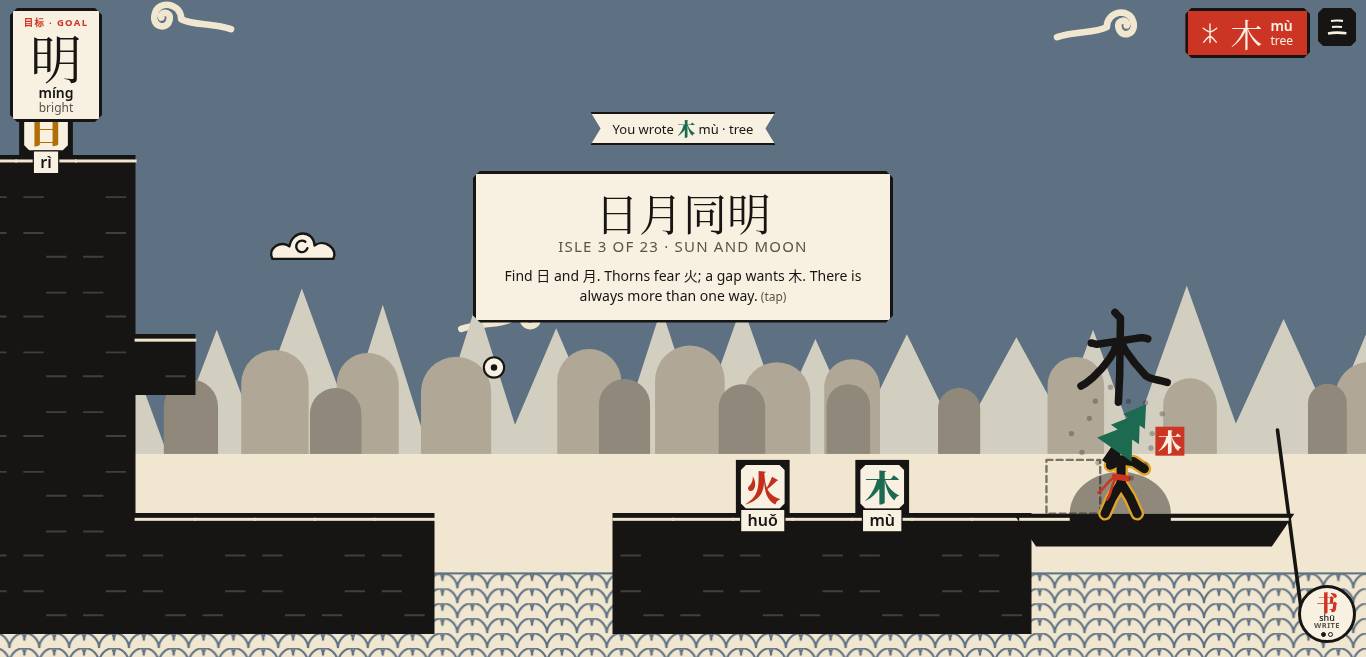 目标 · GOAL
明
míng
bright
日
rì
You wrote 木 mù · tree
日月同明
ISLE 3 OF 23 · SUN AND MOON
Find 日 and 月. Thorns fear 火; a gap wants 木. There is
always more than one way. (tap)
木 mù
tree
三
火
huǒ
木
mù
木
木
书
shū
WRITE